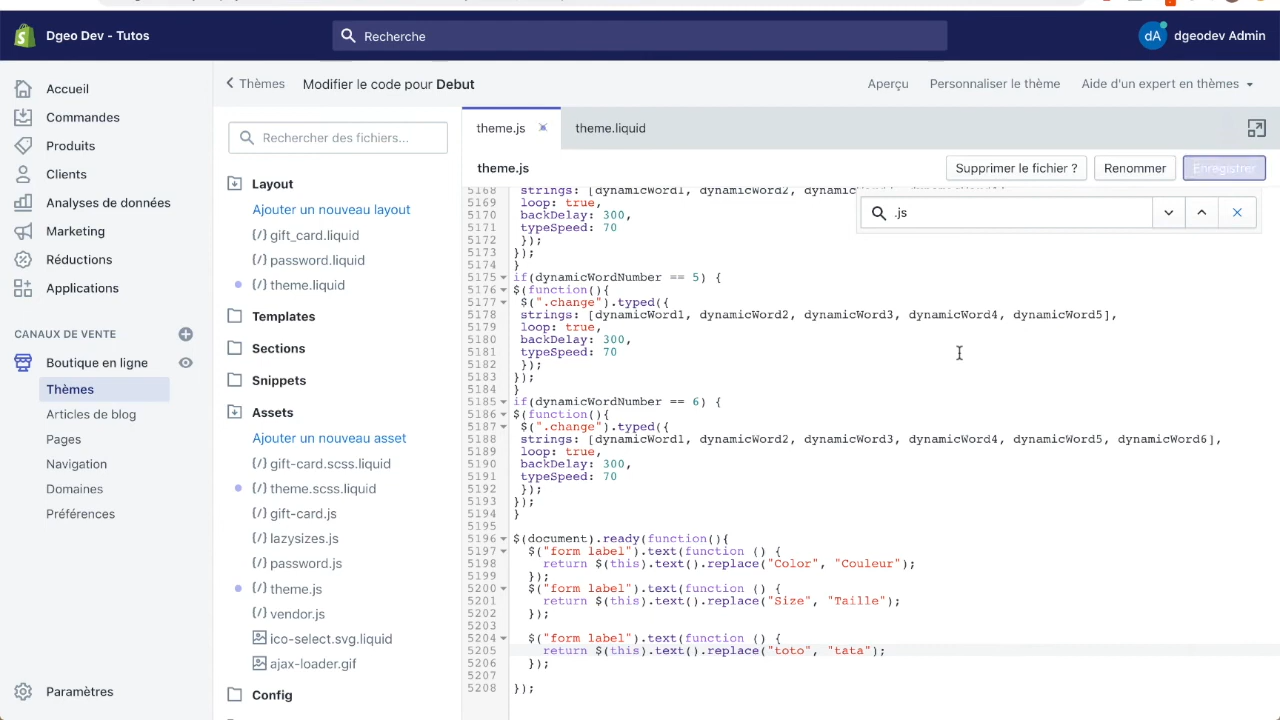 Dgeo Dev - Tutos
Recherche
dA
dgeodev Admin
Accueil
Commandes
Produits
Clients
Analyses de données
Marketing
Réductions
Applications
CANAUX DE VENTE
Boutique en ligne
Thèmes
Articles de blog
Pages
Navigation
Domaines
Préférences
Paramètres
Thèmes
Modifier le code pour Debut
Aperçu
Personnaliser le thème
Aide d'un expert en thèmes
Rechercher des fichiers...
Layout
Ajouter un nouveau layout
{/} gift_card.liquid
{/} password.liquid
{/} theme.liquid
Templates
Sections
Snippets
Assets
Ajouter un nouveau asset
{/} gift-card.scss.liquid
{/} theme.scss.liquid
{/} gift-card.js
{/} lazysizes.js
{/} password.js
{/} theme.js
{/} vendor.js
ico-select.svg.liquid
ajax-loader.gif
Config
theme.js
theme.liquid
theme.js
Supprimer le fichier ?
Renommer
Enregistrer
.js
5168 strings: [dynamicWord1, dynamicWord2,
5169 loop: true,
5170 backDelay: 300,
5171 typeSpeed: 70
5172 });
5173 });
5174 }
5175 if(dynamicWordNumber == 5) {
5176 $(function(){
5177 $(".change").typed({
5178 strings: [dynamicWord1, dynamicWord2, dynamicWord3, dynamicWord4, dynamicWord5],
5179 loop: true,
5180 backDelay: 300,
5181 typeSpeed: 70
5182 });
5183 });
5184 }
5185 if(dynamicWordNumber == 6) {
5186 $(function(){
5187 $(".change").typed({
5188 strings: [dynamicWord1, dynamicWord2, dynamicWord3, dynamicWord4, dynamicWord5, dynamicWord6],
5189 loop: true,
5190 backDelay: 300,
5191 typeSpeed: 70
5192 });
5193 });
5194 }
5195
5196 $(document).ready(function(){
5197 $("form label").text(function () {
5198 return $(this).text().replace("Color", "Couleur");
5199 });
5200 $("form label").text(function () {
5201 return $(this).text().replace("Size", "Taille");
5202 });
5203
5204 $("form label").text(function () {
5205 return $(this).text().replace("toto", "tata");
5206 });
5207
5208 });